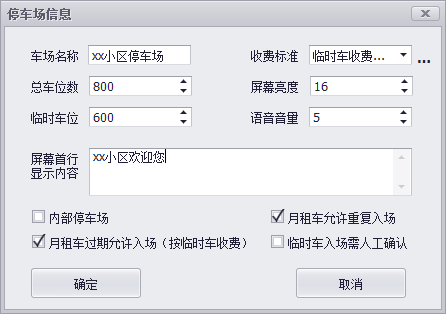 停车场信息
车场名称 xx小区停车场 收费标准 临时车收费... ...
总车位数 800 屏幕亮度 16
临时车位 600 语音音量 5
屏幕首行
显示内容
xx小区欢迎您
内部停车场 月租车允许重复入场
月租车过期允许入场（按临时车收费） 临时车入场需人工确认
确定 取消